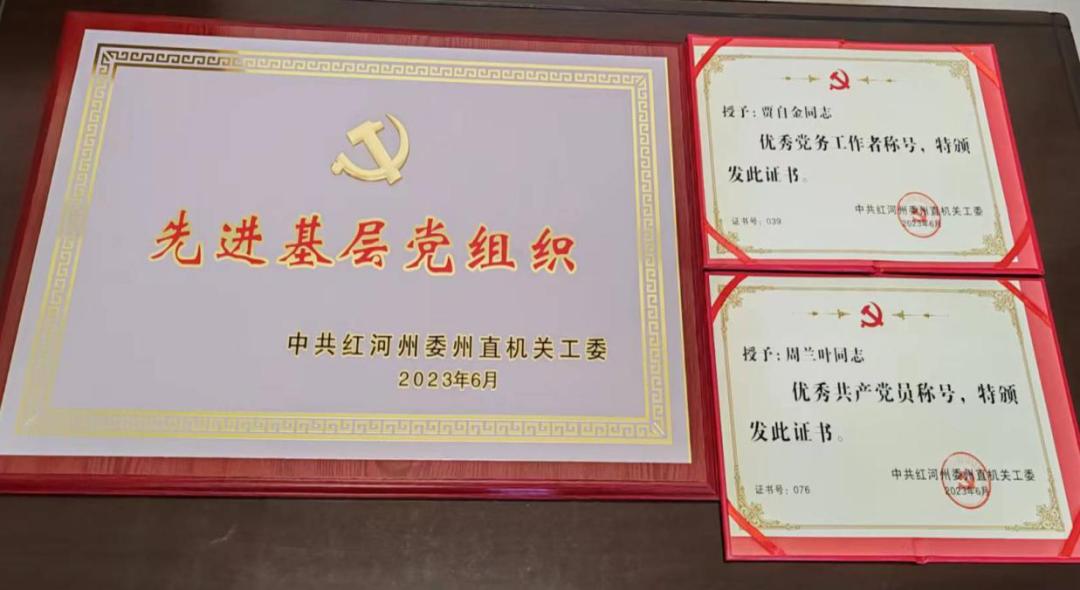 先进基层党组织
中共红河州委州直机关工委
2023年6月
授予：贾自金同志
优秀党务工作者称号，特颁
发此证书。
中共红河州委州直机关工委
证书号：039
2023年6月
授予：周兰叶同志
优秀共产党员称号，特颁
发此证书。
中共红河州委州直机关工委
证书号：076
2023年6月